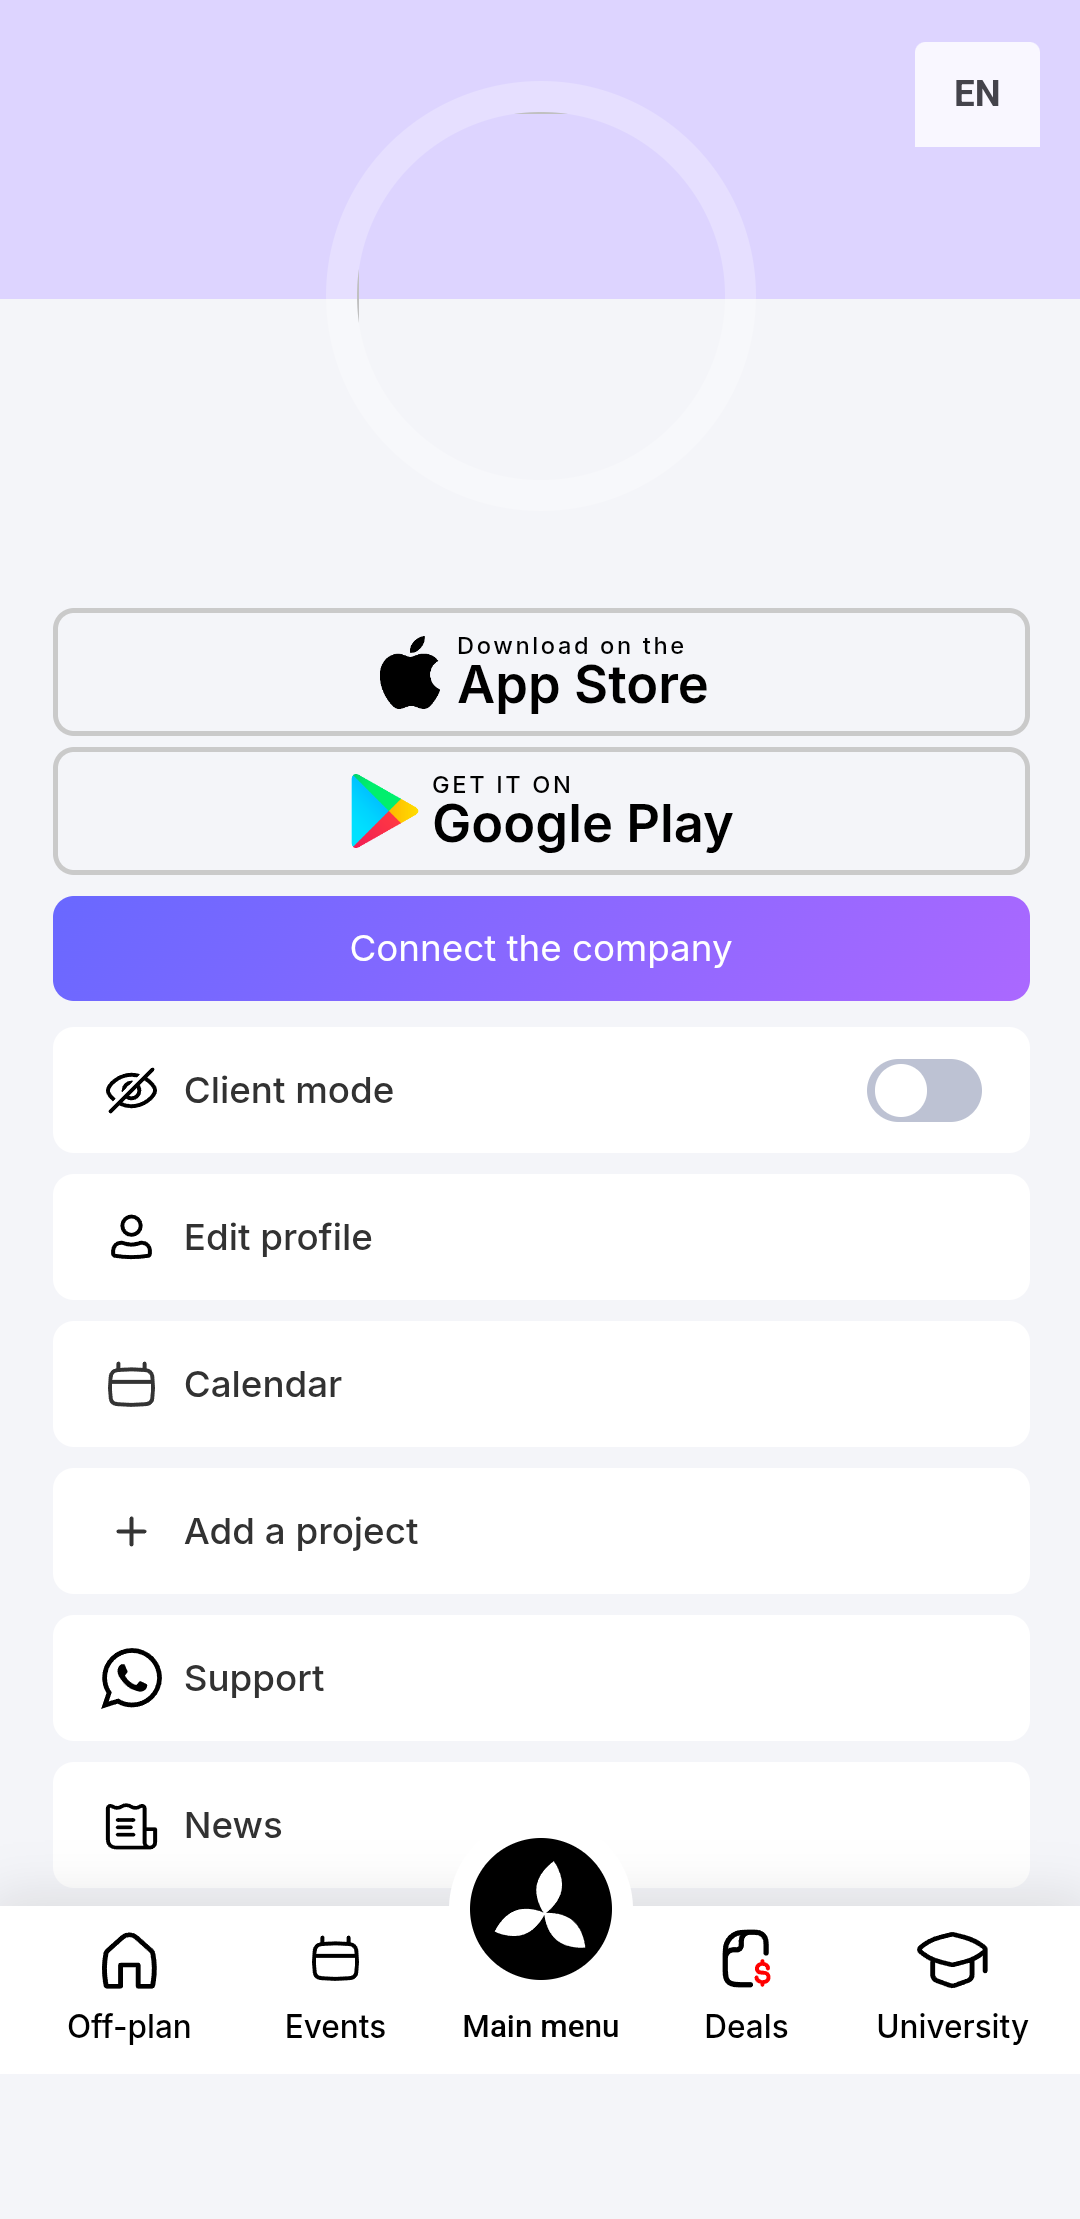 EN
Download on the
App Store
GET IT ON
Google Play
Connect the company
Client mode
Edit profile
Calendar
Add a project
Support
News
Off-plan
Events
Main menu
Deals
University